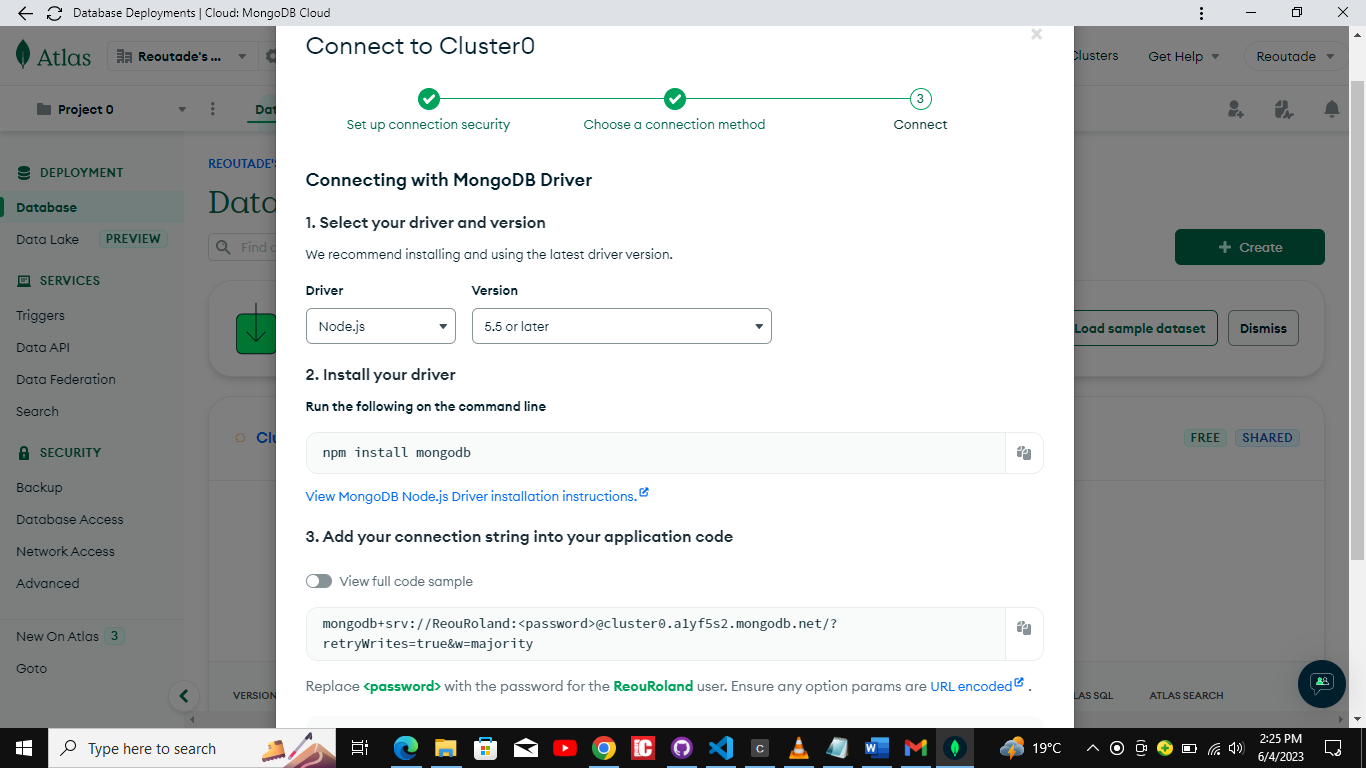 Database Deployments | Cloud: MongoDB Cloud
Connect to Cluster0
Atlas
Reoutade's ...
Clusters
Get Help
Reoutade
3
Set up connection security
Choose a connection method
Connect
Project 0
Dat
DEPLOYMENT
Database
Data Lake
PREVIEW
SERVICES
Triggers
Data API
Data Federation
Search
SECURITY
Backup
Database Access
Network Access
Advanced
New On Atlas
3
Goto
REOUTADE'S
Data
Find
Create
Load sample dataset
Dismiss
Clu
FREE
SHARED
VERSION
ATLAS SEARCH
Connecting with MongoDB Driver
1. Select your driver and version
We recommend installing and using the latest driver version.
Driver
Version
Node.js
5.5 or later
2. Install your driver
Run the following on the command line
npm install mongodb
View MongoDB Node.js Driver installation instructions.
3. Add your connection string into your application code
View full code sample
mongodb+srv://ReouRoland:<password>@cluster0.a1yf5s2.mongodb.net/?
retryWrites=true&w=majority
Replace <password> with the password for the ReouRoland user. Ensure any option params are URL encoded .
Type here to search
19°C
2:25 PM
6/4/2023